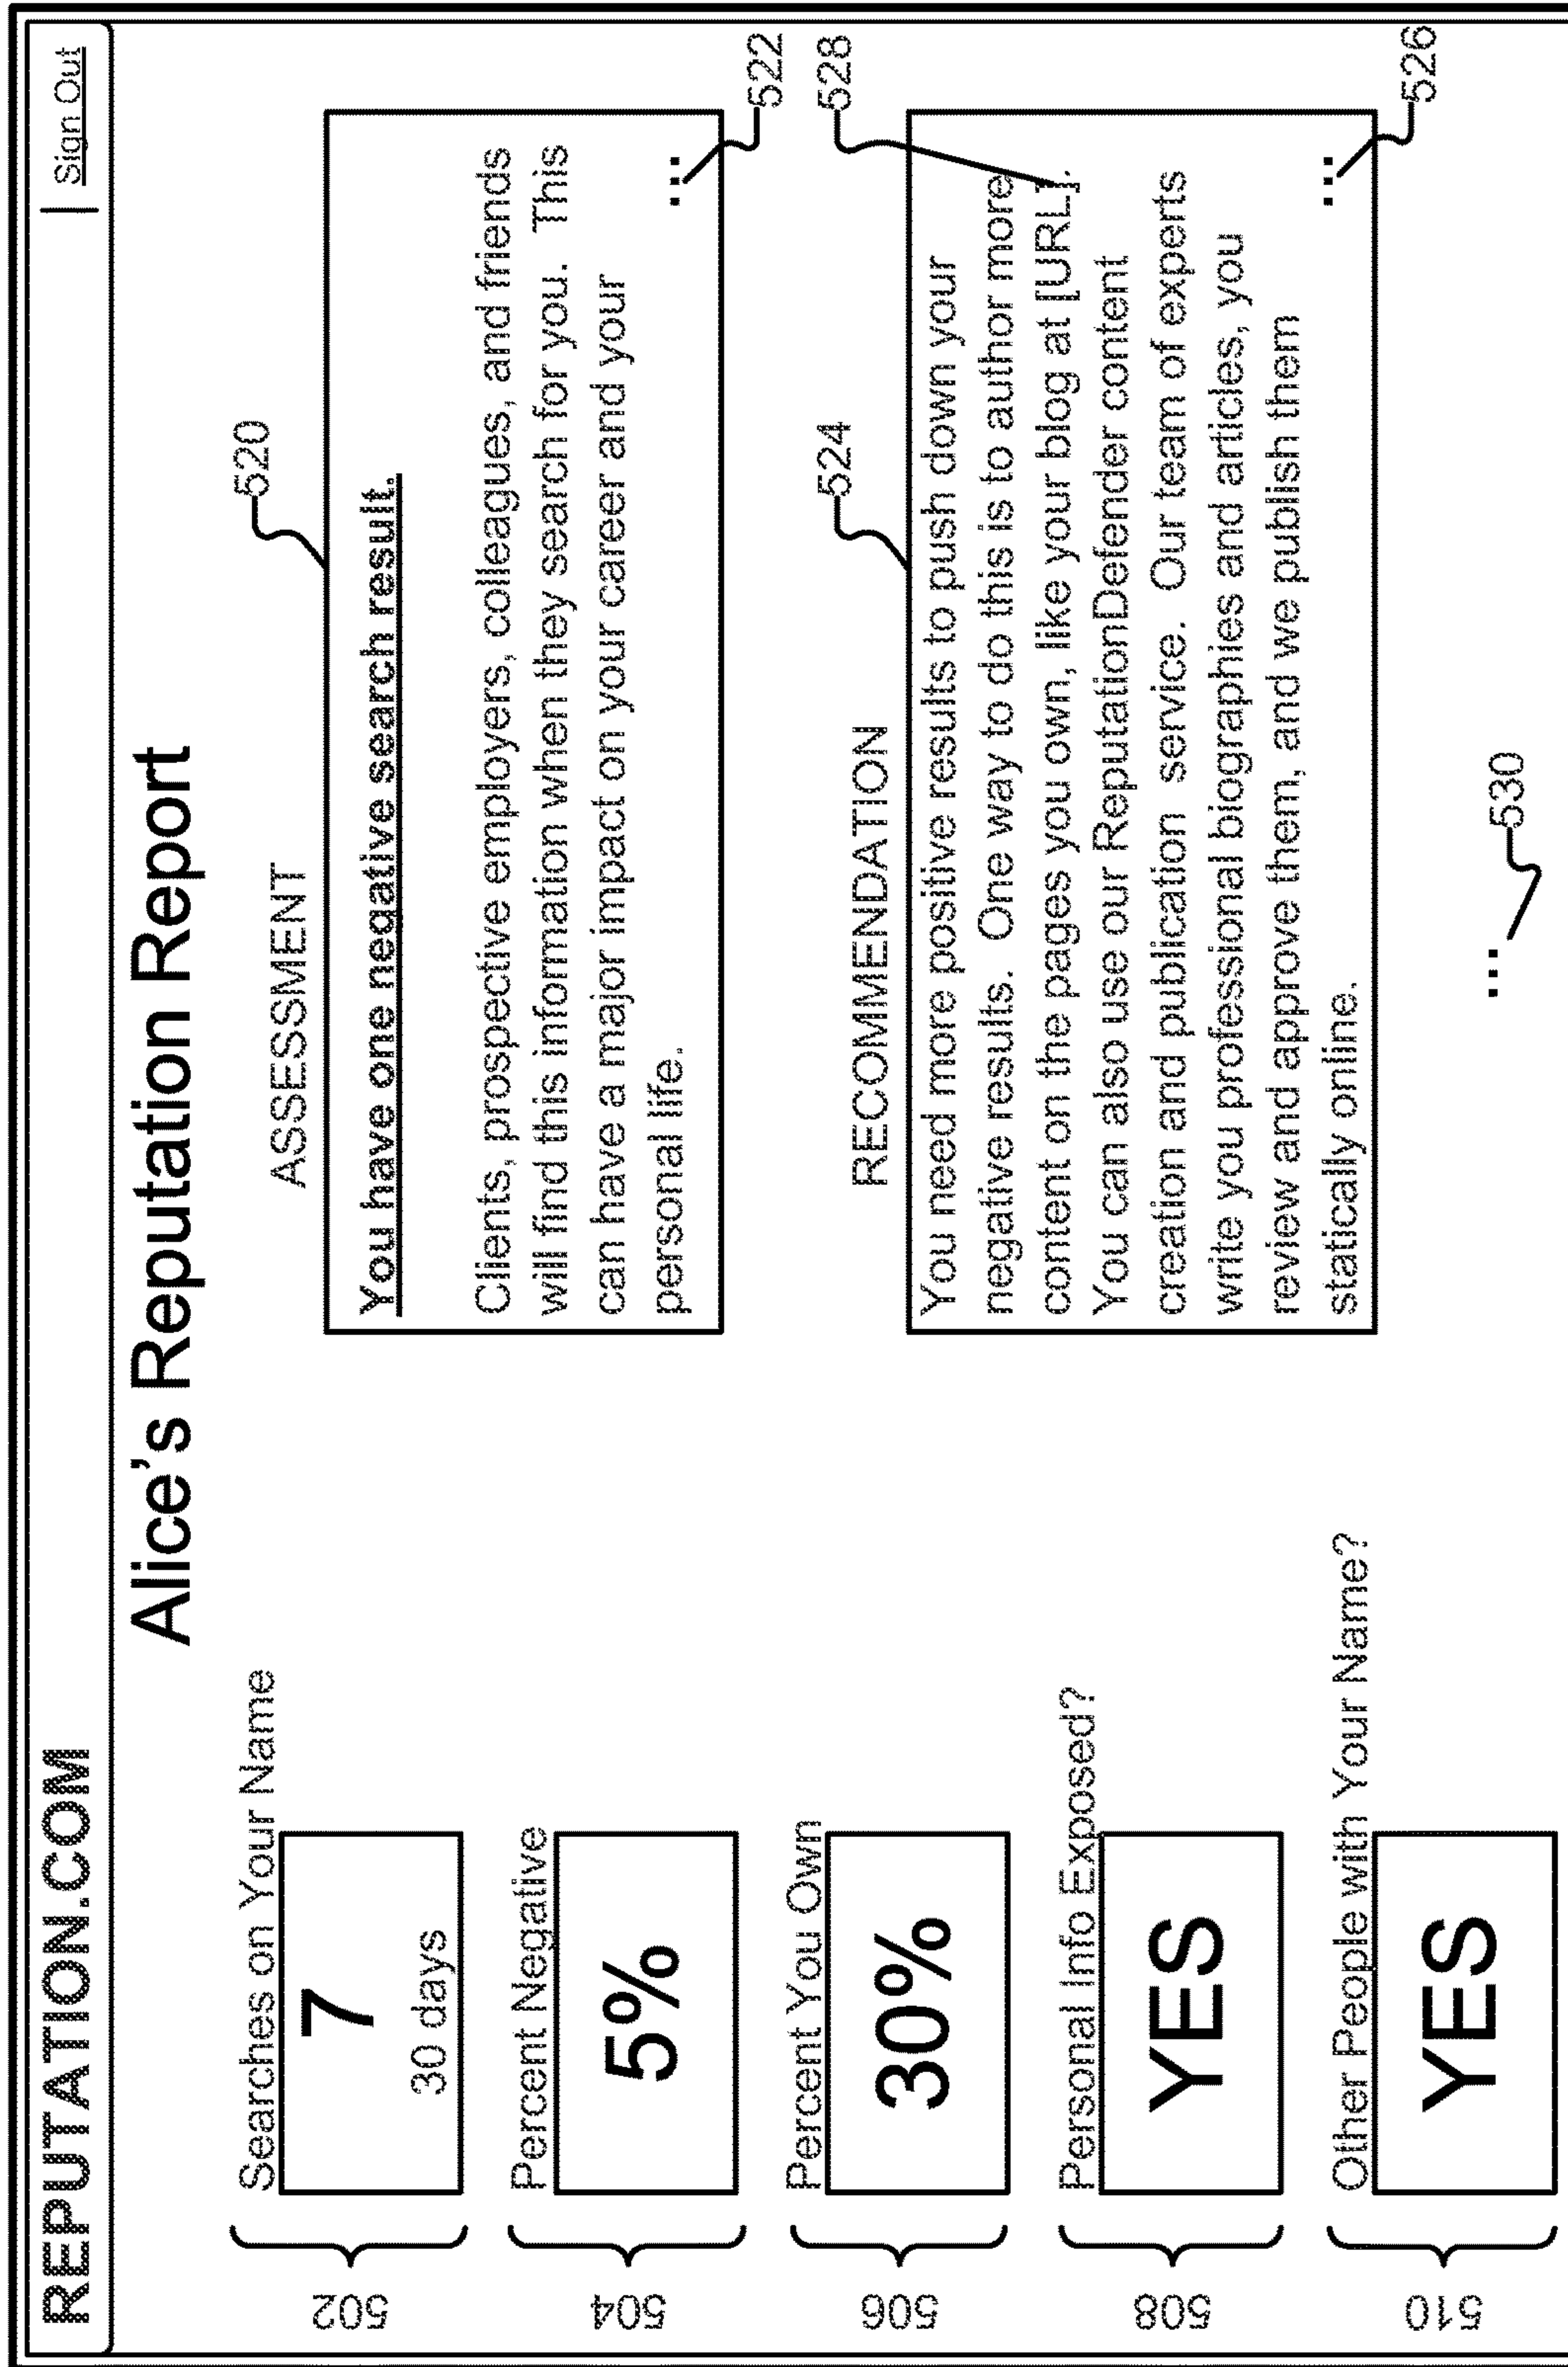 REPUTATION.COM
Sign Out
Alice's Reputation Report
502
Searches on Your Name
7
30 days
504
Percent Negative
5%
506
Percent You Own
30%
508
Personal Info Exposed?
YES
510
Other People with Your Name?
YES
ASSESSMENT
520
You have one negative search result.
Clients, prospective employers, colleagues, and friends
will find this information when they search for you. This
can have a major impact on your career and your
personal life.
...
522
RECOMMENDATION
524
528
You need more positive results to push down your
negative results. One way to do this is to author more
content on the pages you own, like your blog at [URL].
You can also use our ReputationDefender content
creation and publication service. Our team of experts
write you professional biographies and articles, you
review and approve them, and we publish them
statically online.
...
526
...
530